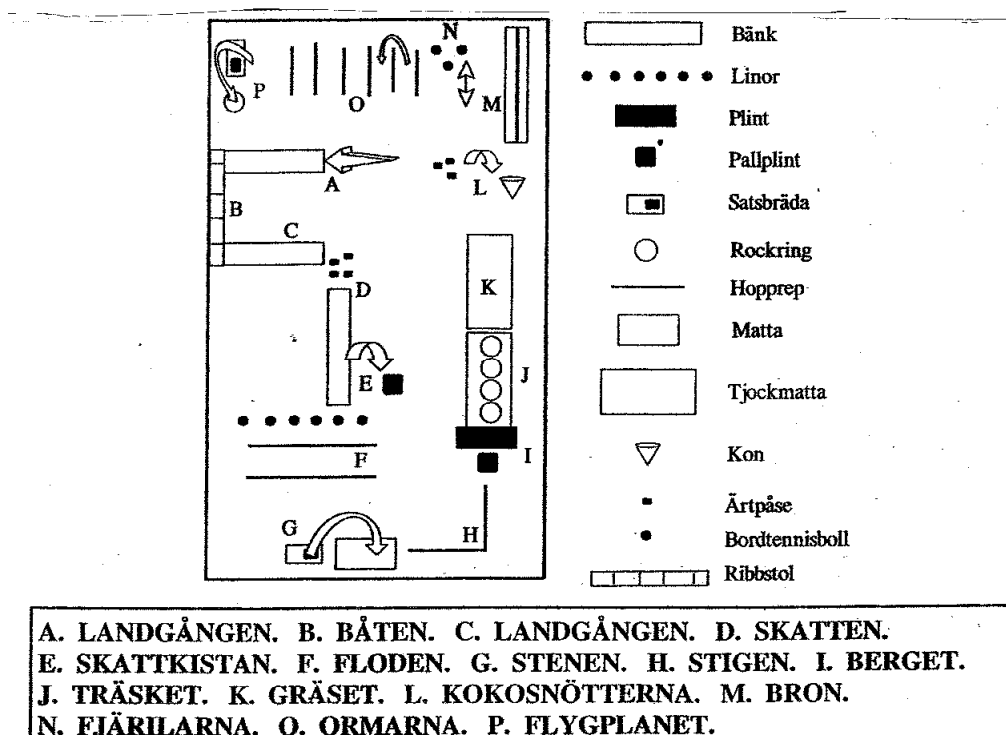 N
P
O
M
A
L
B
C
D
K
E
J
F
I
G
H
Bänk
Linor
Plint
Pallplint
Satsbräda
Rockring
Hopprep
Matta
Tjockmatta
Kon
Ärtpåse
Bordtennisboll
Ribbstol
A. LANDGÅNGEN. B. BÅTEN. C. LANDGÅNGEN. D. SKATTEN.
E. SKATTKISTAN. F. FLODEN. G. STENEN. H. STIGEN. I. BERGET.
J. TRÄSKET. K. GRÄSET. L. KOKOSNÖTTERNA. M. BRON.
N. FJÄRILARNA. O. ORMARNA. P. FLYGPLANET.